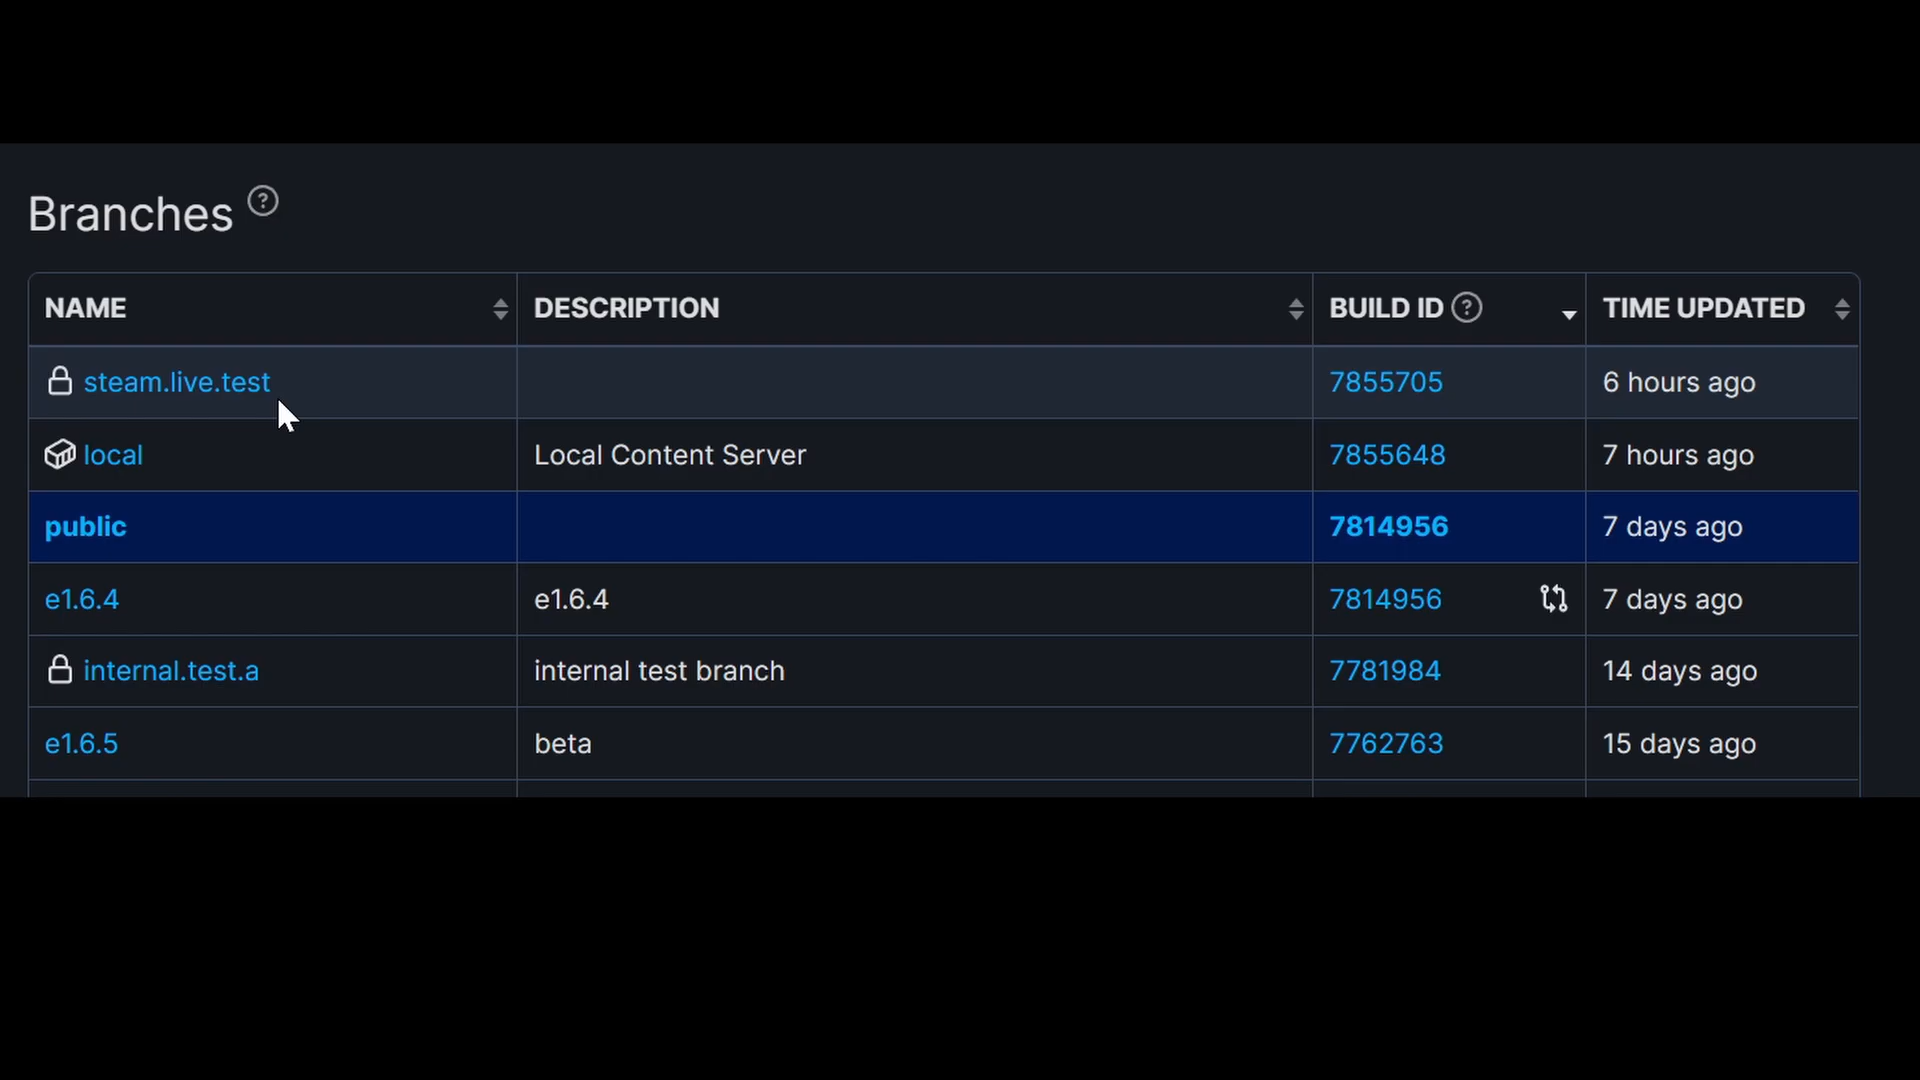 Branches ?
NAME DESCRIPTION BUILD ID ? TIME UPDATED
steam.live.test 7855705 6 hours ago
local Local Content Server 7855648 7 hours ago
public 7814956 7 days ago
e1.6.4 e1.6.4 7814956 7 days ago
internal.test.a internal test branch 7781984 14 days ago
e1.6.5 beta 7762763 15 days ago